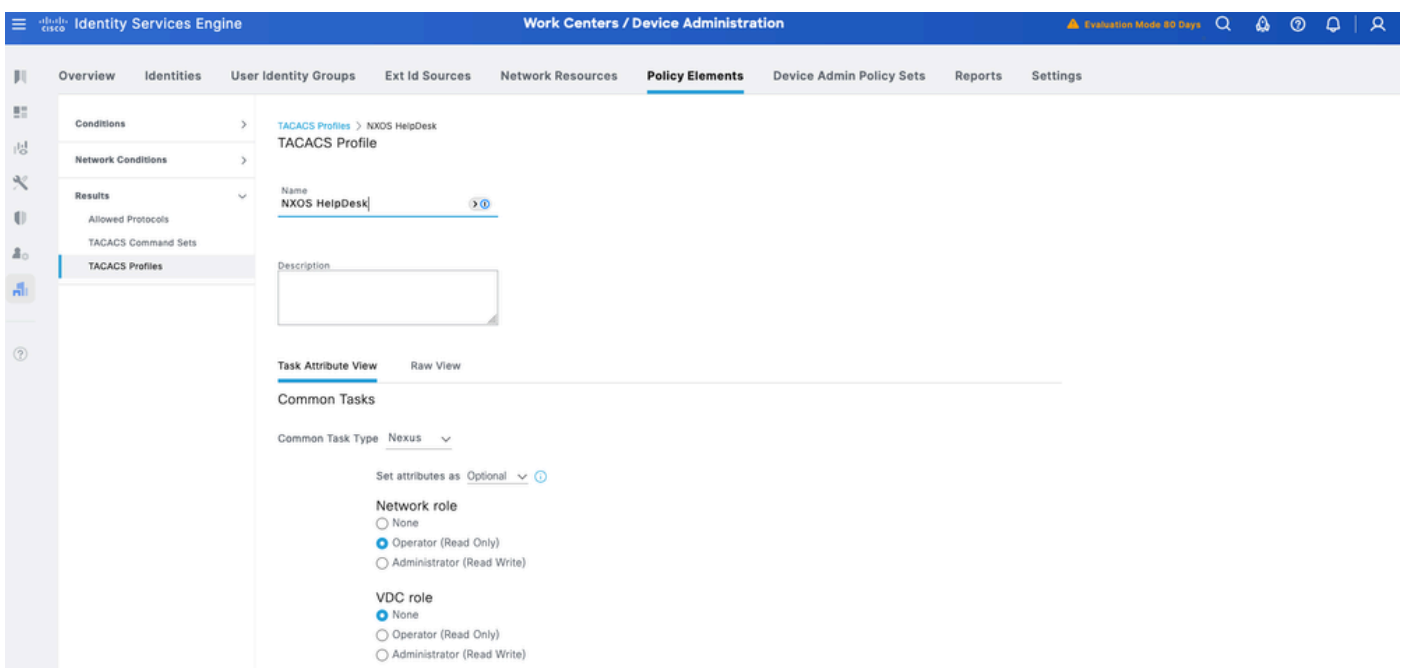 cisco Identity Services Engine
Work Centers / Device Administration
Evaluation Mode 80 Days
Overview Identities User Identity Groups Ext Id Sources Network Resources Policy Elements Device Admin Policy Sets Reports Settings
Conditions
Network Conditions
Results
Allowed Protocols
TACACS Command Sets
TACACS Profiles
TACACS Profiles > NXOS HelpDesk
TACACS Profile
Name
NXOS HelpDesk
Description
Task Attribute View Raw View
Common Tasks
Common Task Type Nexus
Set attributes as Optional
Network role
None
Operator (Read Only)
Administrator (Read Write)
VDC role
None
Operator (Read Only)
Administrator (Read Write)